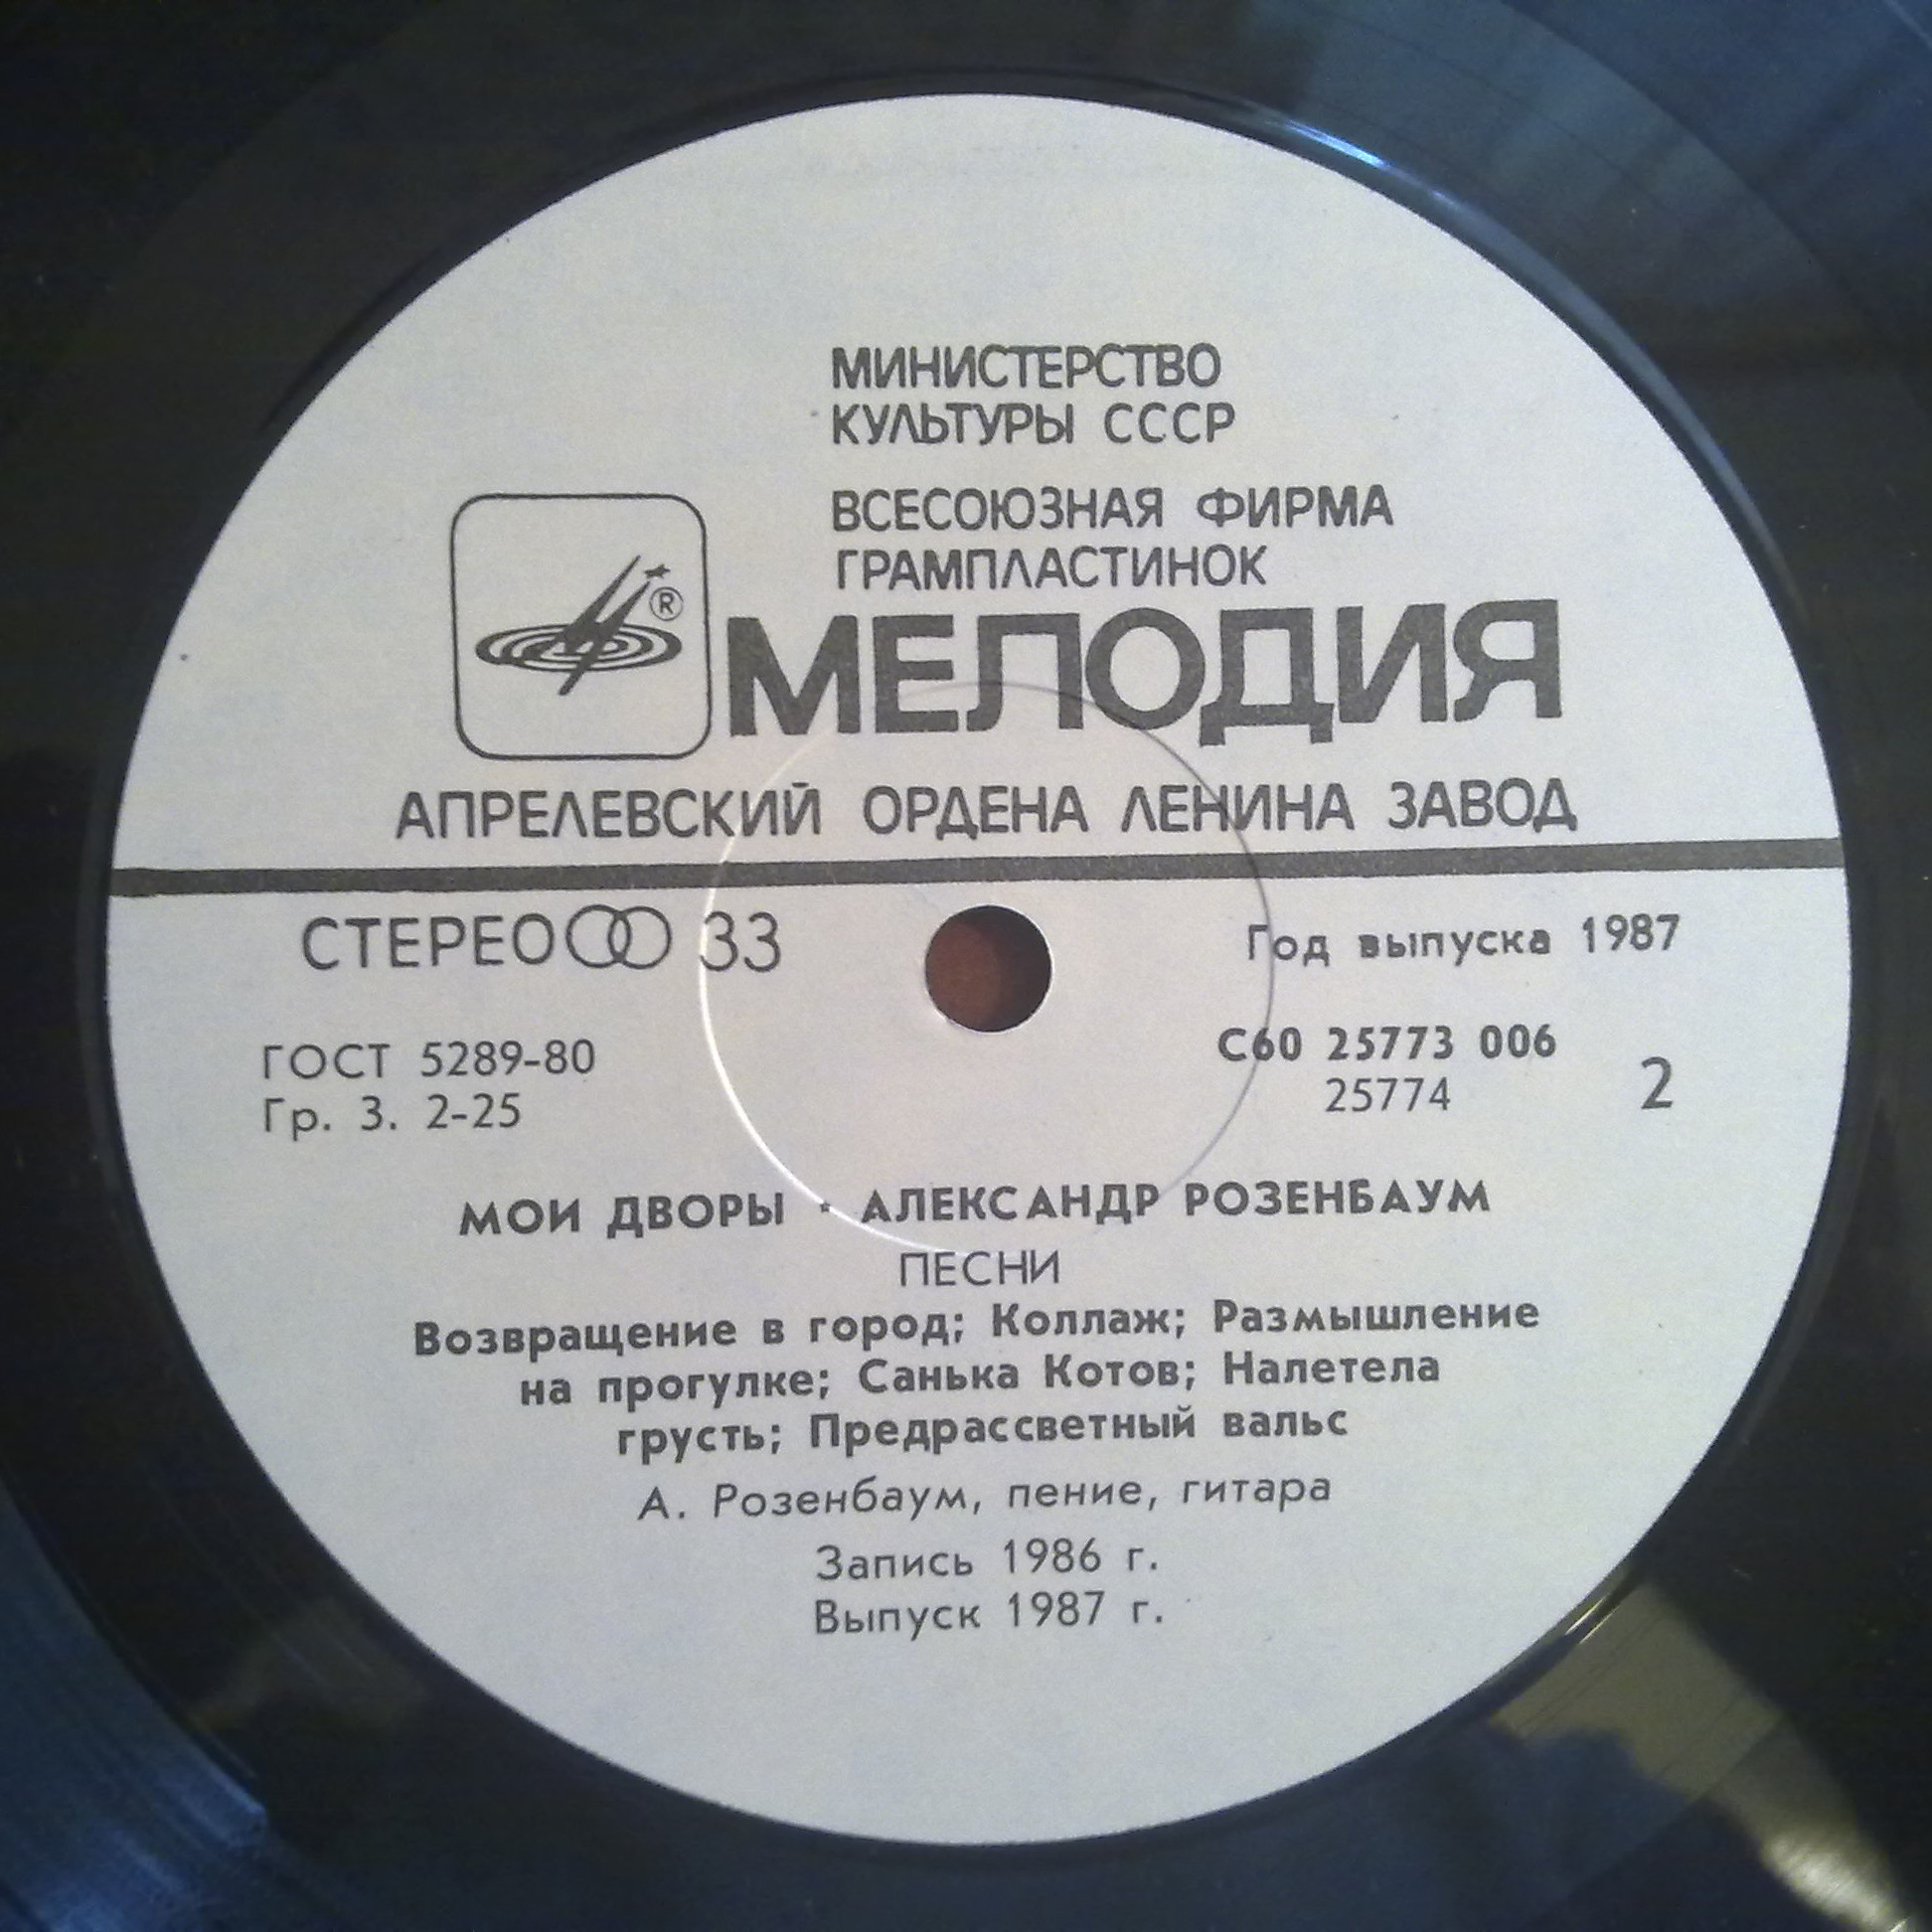 МИНИСТЕРСТВО
КУЛЬТУРЫ СССР
ВСЕСОЮЗНАЯ ФИРМА
ГРАМПЛАСТИНОК
®
МЕЛОДИЯ
АПРЕЛЕВСКИЙ ОРДЕНА ЛЕНИНА ЗАВОД
СТЕРЕО 33
Год выпуска 1987
ГОСТ 5289-80
Гр. 3. 2-25
С60 25773 006
25774
2
МОИ ДВОРЫ · АЛЕКСАНДР РОЗЕНБАУМ
ПЕСНИ
Возвращение в город; Коллаж; Размышление
на прогулке; Санька Котов; Налетела
грусть; Предрассветный вальс
А. Розенбаум, пение, гитара
Запись 1986 г.
Выпуск 1987 г.